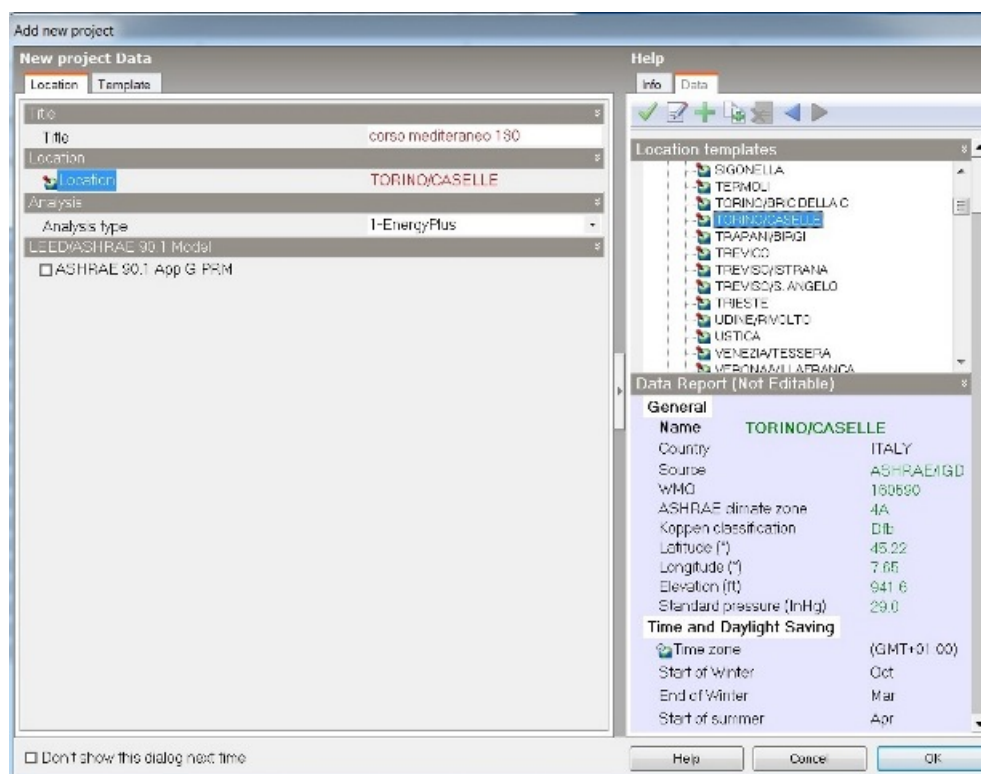 Add new project
New project Data
Location Template
Title
Title corso mediteraneo 130
Location
Location TORINO/CASELLE
Analysis
Analysis type 1-EnergyPlus
LEED/ASHRAE 90.1 Model
ASHRAE 90.1 App G PRM
Don't show this dialog next time
Help
Info Data
Location templates
SIGONELLA
TERMOLI
TORINO/BRIC DELLA C
TORINO/CASELLE
TRAPANI/BIRGI
TREVICO
TREVISO/ISTRANA
TREVISO/S. ANGELO
TRIESTE
UDINE/RIVOLTO
USTICA
VENEZIA/TESSERA
VERONA/VILLAFRANCA
Data Report (Not Editable)
General
Name TORINO/CASELLE
Country ITALY
Source ASHRAE/IGD
WMO 160590
ASHRAE climate zone 4A
Koppen classification Dfb
Latitude (°) 45.22
Longitude (°) 7.65
Elevation (ft) 941.6
Standard pressure (InHg) 29.0
Time and Daylight Saving
Time zone (GMT+01:00)
Start of Winter Oct
End of Winter Mar
Start of summer Apr
Help Cancel OK